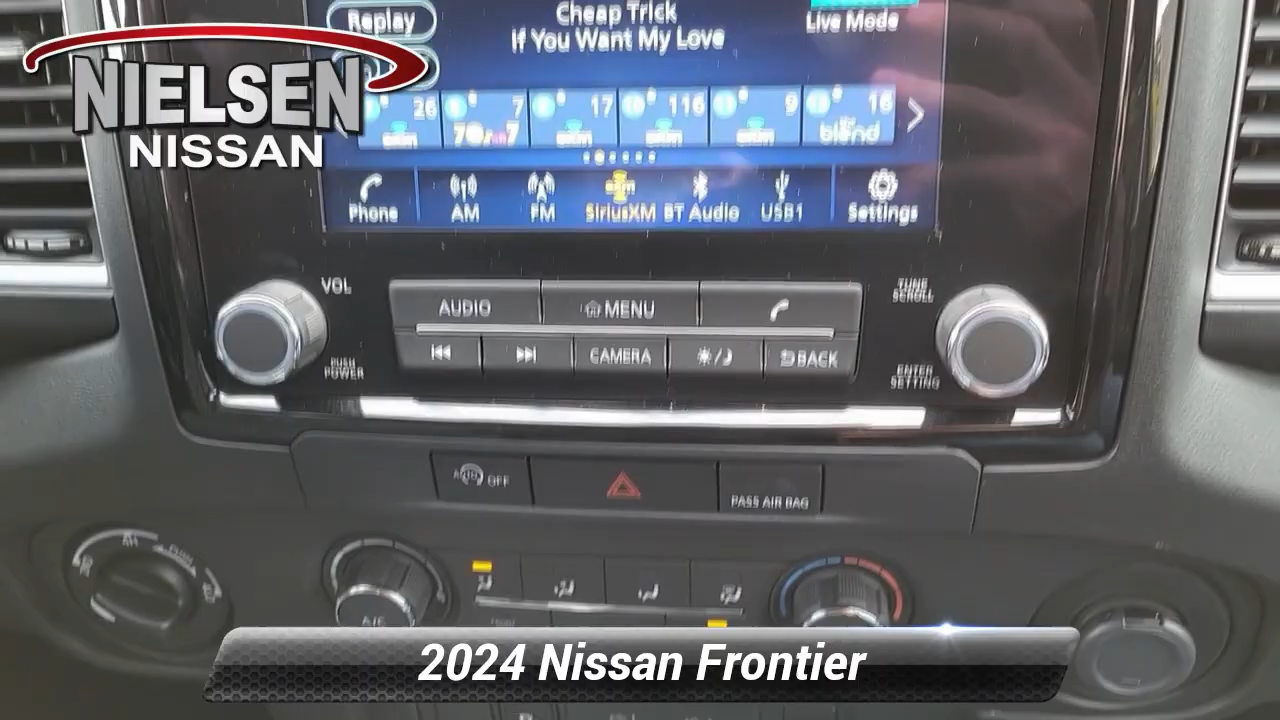 Replay
Cheap Trick
If You Want My Love
Live Mode
NIELSEN
NISSAN
26 7 17 116 9 16
blend
Phone AM FM SiriusXM BT Audio USB1 Settings
VOL
TUNE
SCROLL
AUDIO MENU
PUSH
POWER
CAMERA BACK
ENTER
SETTING
OFF
PASS AIR BAG
4H
A/C
2024 Nissan Frontier